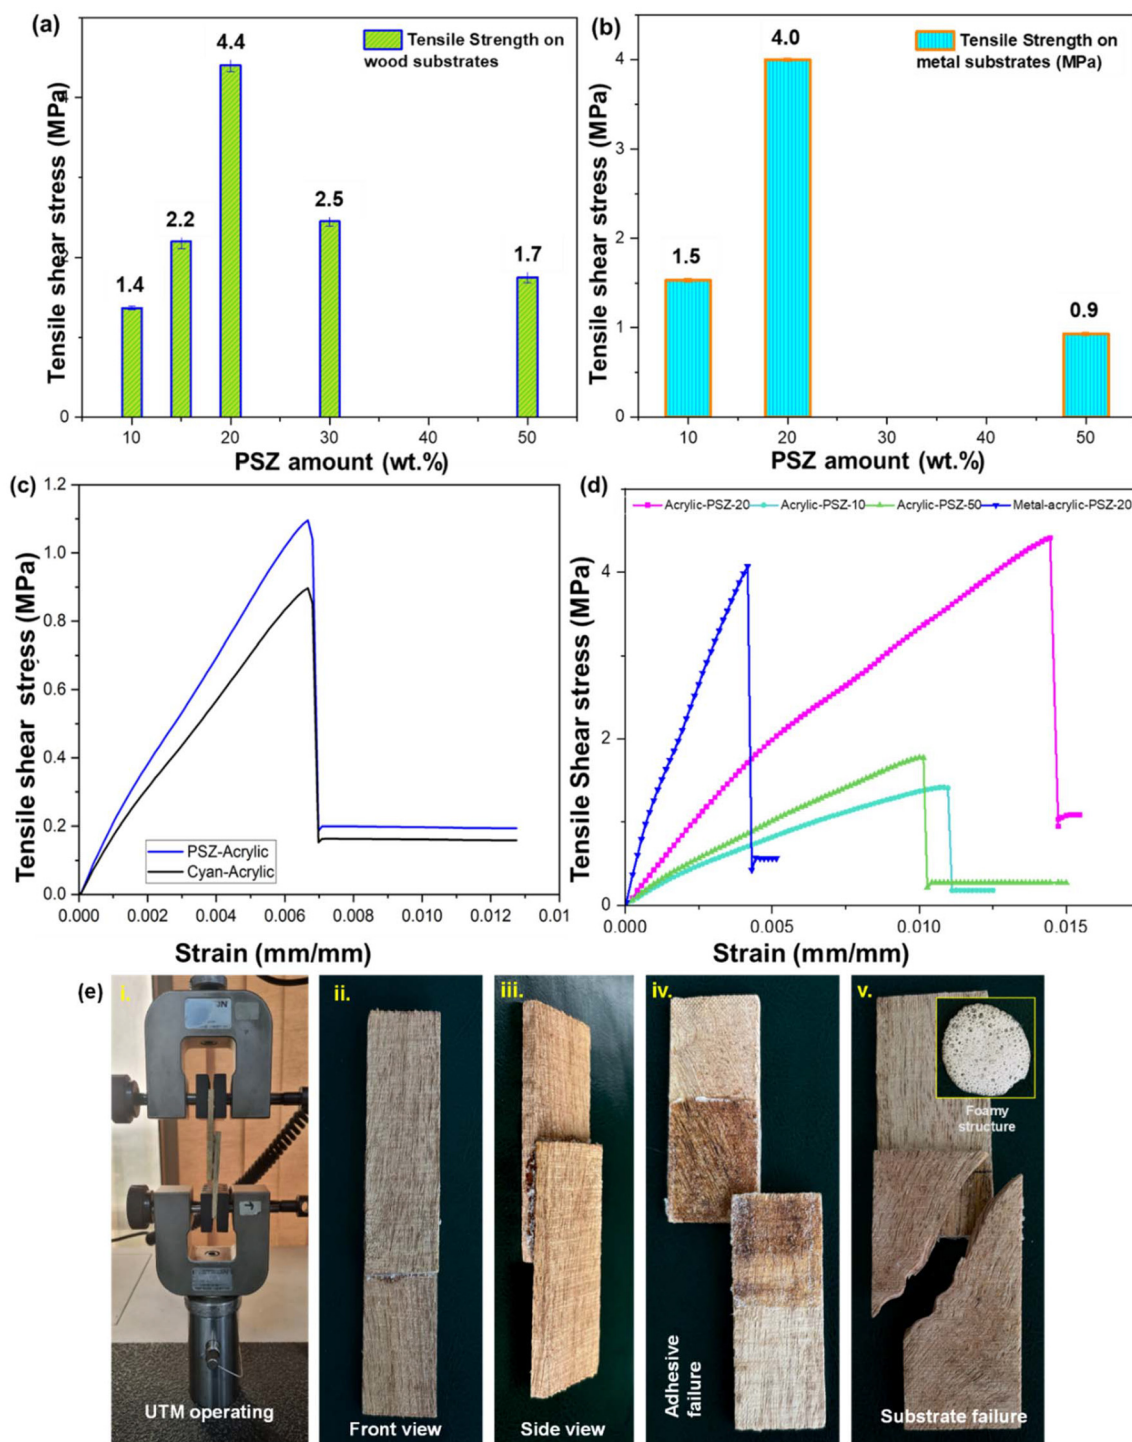 (a)
Tensile Strength on
wood substrates
Tensile shear stress (MPa)
4.4
2.2
1.4
2.5
1.7
0
10
20
30
40
50
PSZ amount (wt.%)
(b)
Tensile Strength on
metal substrates (MPa)
Tensile shear stress (MPa)
4.0
1.5
0.9
4
3
2
1
0
10
20
30
40
50
PSZ amount (wt.%)
(c)
Tensile shear stress (MPa)
1.2
1.0
0.8
0.6
0.4
0.2
0.0
PSZ-Acrylic
Cyan-Acrylic
0.000 0.002 0.004 0.006 0.008 0.010 0.012 0.01
Strain (mm/mm)
(d)
Acrylic-PSZ-20 Acrylic-PSZ-10 Acrylic-PSZ-50 Metal-acrylic-PSZ-20
Tensile Shear stress (MPa)
4
2
0
0.000 0.005 0.010 0.015
Strain (mm/mm)
(e)
i.
UTM operating
ii.
Front view
iii.
Side view
iv.
Adhesive
failure
v.
Foamy
structure
Substrate failure